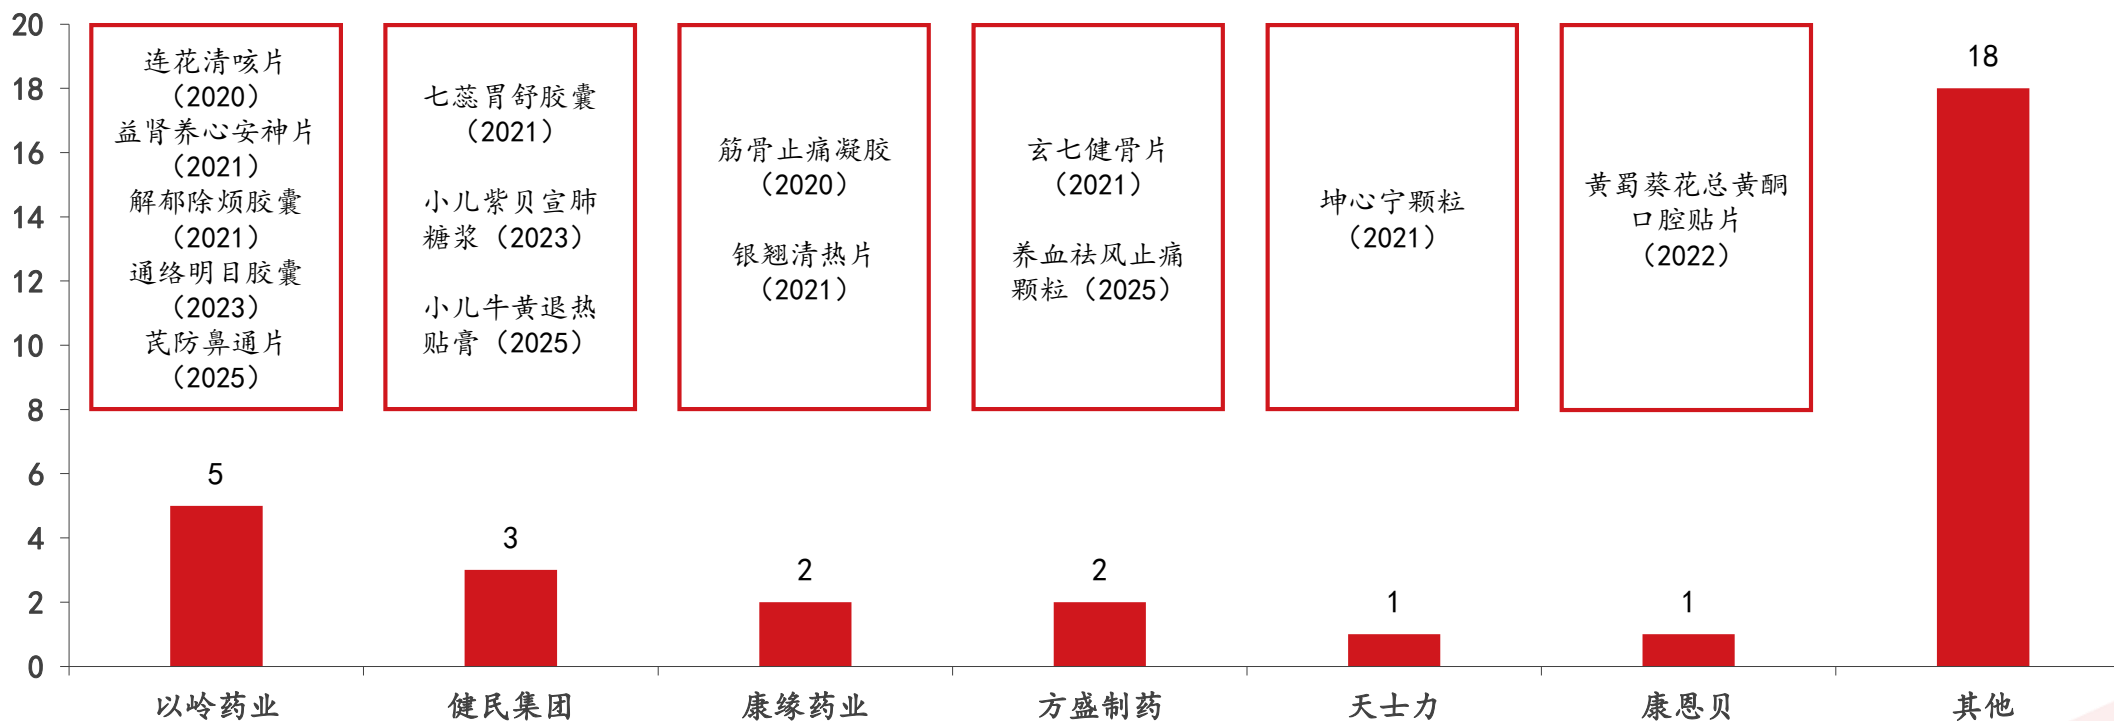 20
18
16
14
12
10
8
6
4
2
0
连花清咳片
（2020）
益肾养心安神片
（2021）
解郁除烦胶囊
（2021）
通络明目胶囊
（2023）
芪防鼻通片
（2025）
七蕊胃舒胶囊
（2021）
小儿紫贝宣肺
糖浆（2023）
小儿牛黄退热
贴膏（2025）
筋骨止痛凝胶
（2020）
银翘清热片
（2021）
玄七健骨片
（2021）
养血祛风止痛
颗粒（2025）
坤心宁颗粒
（2021）
黄蜀葵花总黄酮
口腔贴片
（2022）
5
3
2
2
1
1
18
以岭药业
健民集团
康缘药业
方盛制药
天士力
康恩贝
其他